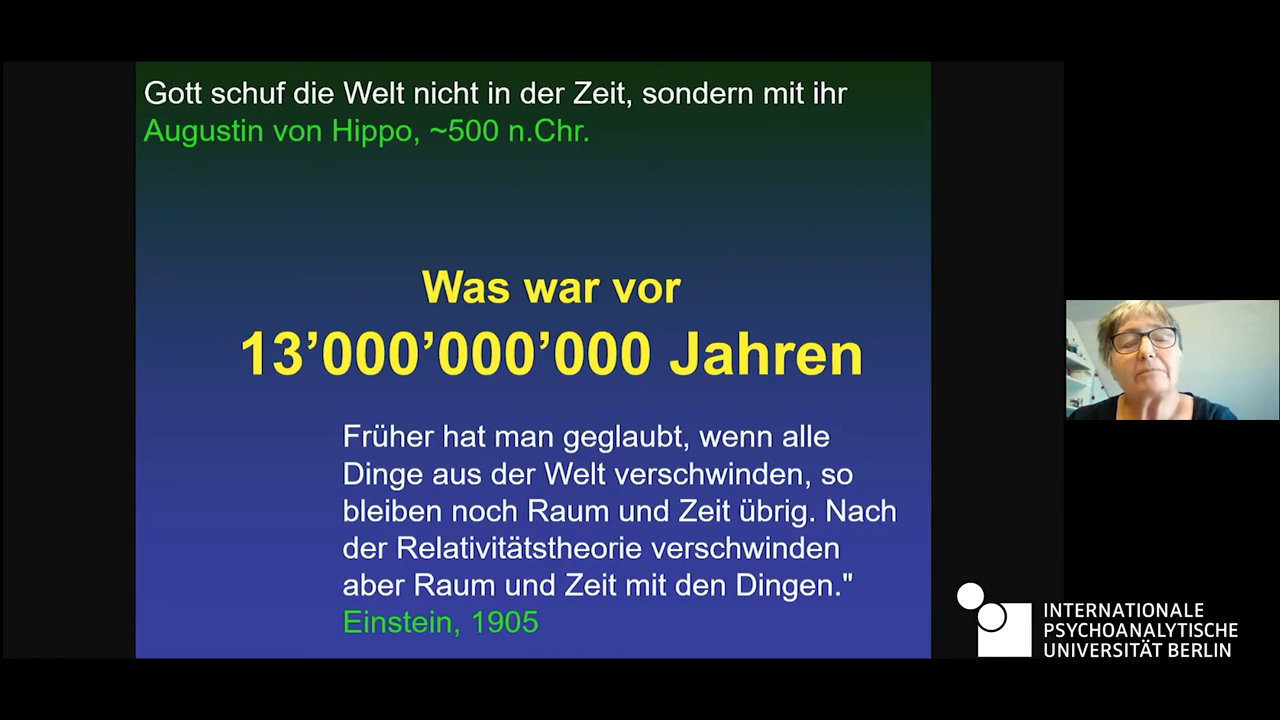 Gott schuf die Welt nicht in der Zeit, sondern mit ihr
Augustin von Hippo, ~500 n.Chr.
Was war vor
13’000’000’000 Jahren
Früher hat man geglaubt, wenn alle
Dinge aus der Welt verschwinden, so
bleiben noch Raum und Zeit übrig. Nach
der Relativitätstheorie verschwinden
aber Raum und Zeit mit den Dingen."
Einstein, 1905
INTERNATIONALE
PSYCHOANALYTISCHE
UNIVERSITÄT BERLIN